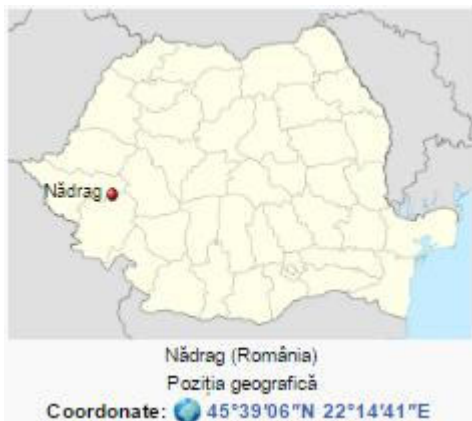 Nădrag
Nădrag (România)
Poziția geografică
Coordonate: 45°39′06″N 22°14′41″E